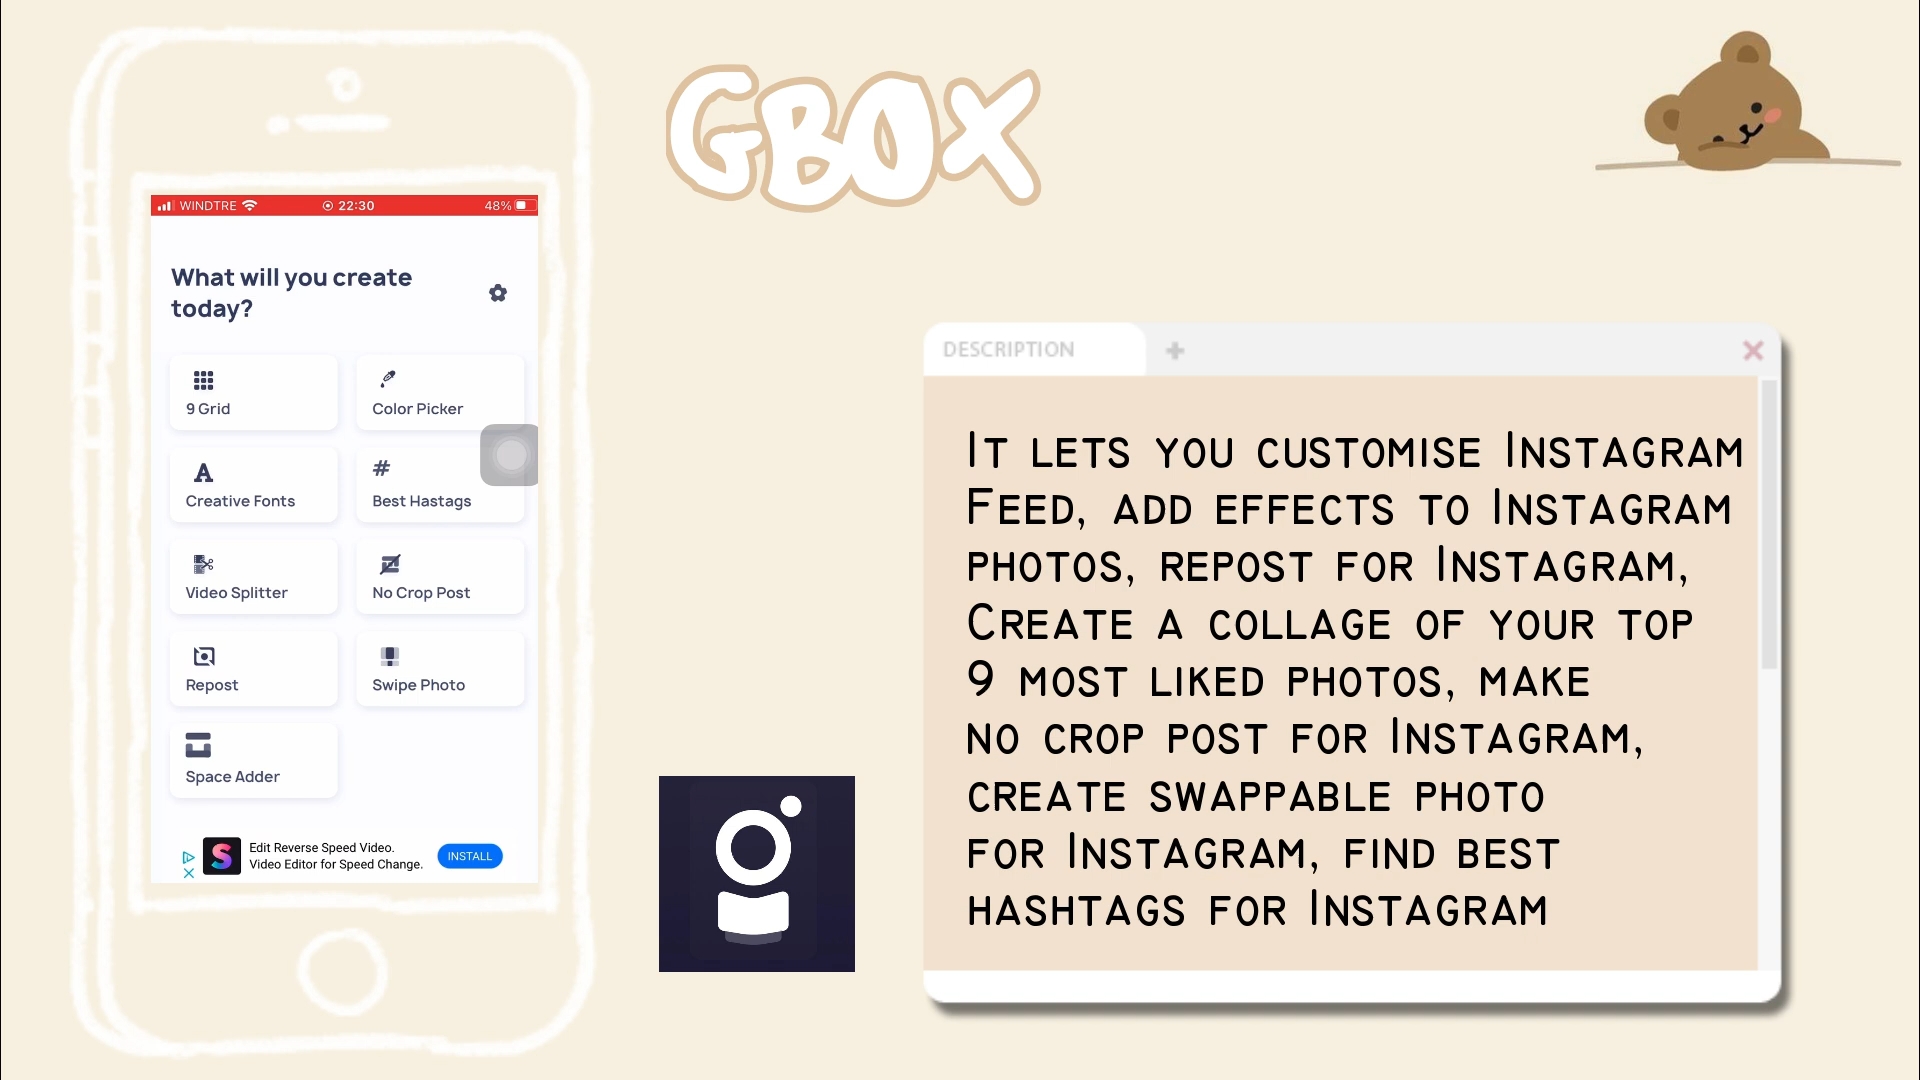 GBOX
WINDTRE 22:30 48%
What will you create
today?
9 Grid
Color Picker
Creative Fonts
Best Hastags
Video Splitter
No Crop Post
Repost
Swipe Photo
Space Adder
Edit Reverse Speed Video.
Video Editor for Speed Change.
INSTALL
DESCRIPTION
It lets you customise Instagram
Feed, add effects to Instagram
photos, repost for Instagram,
Create a collage of your top
9 most liked photos, make
no crop post for Instagram,
create swappable photo
for Instagram, find best
hashtags for Instagram